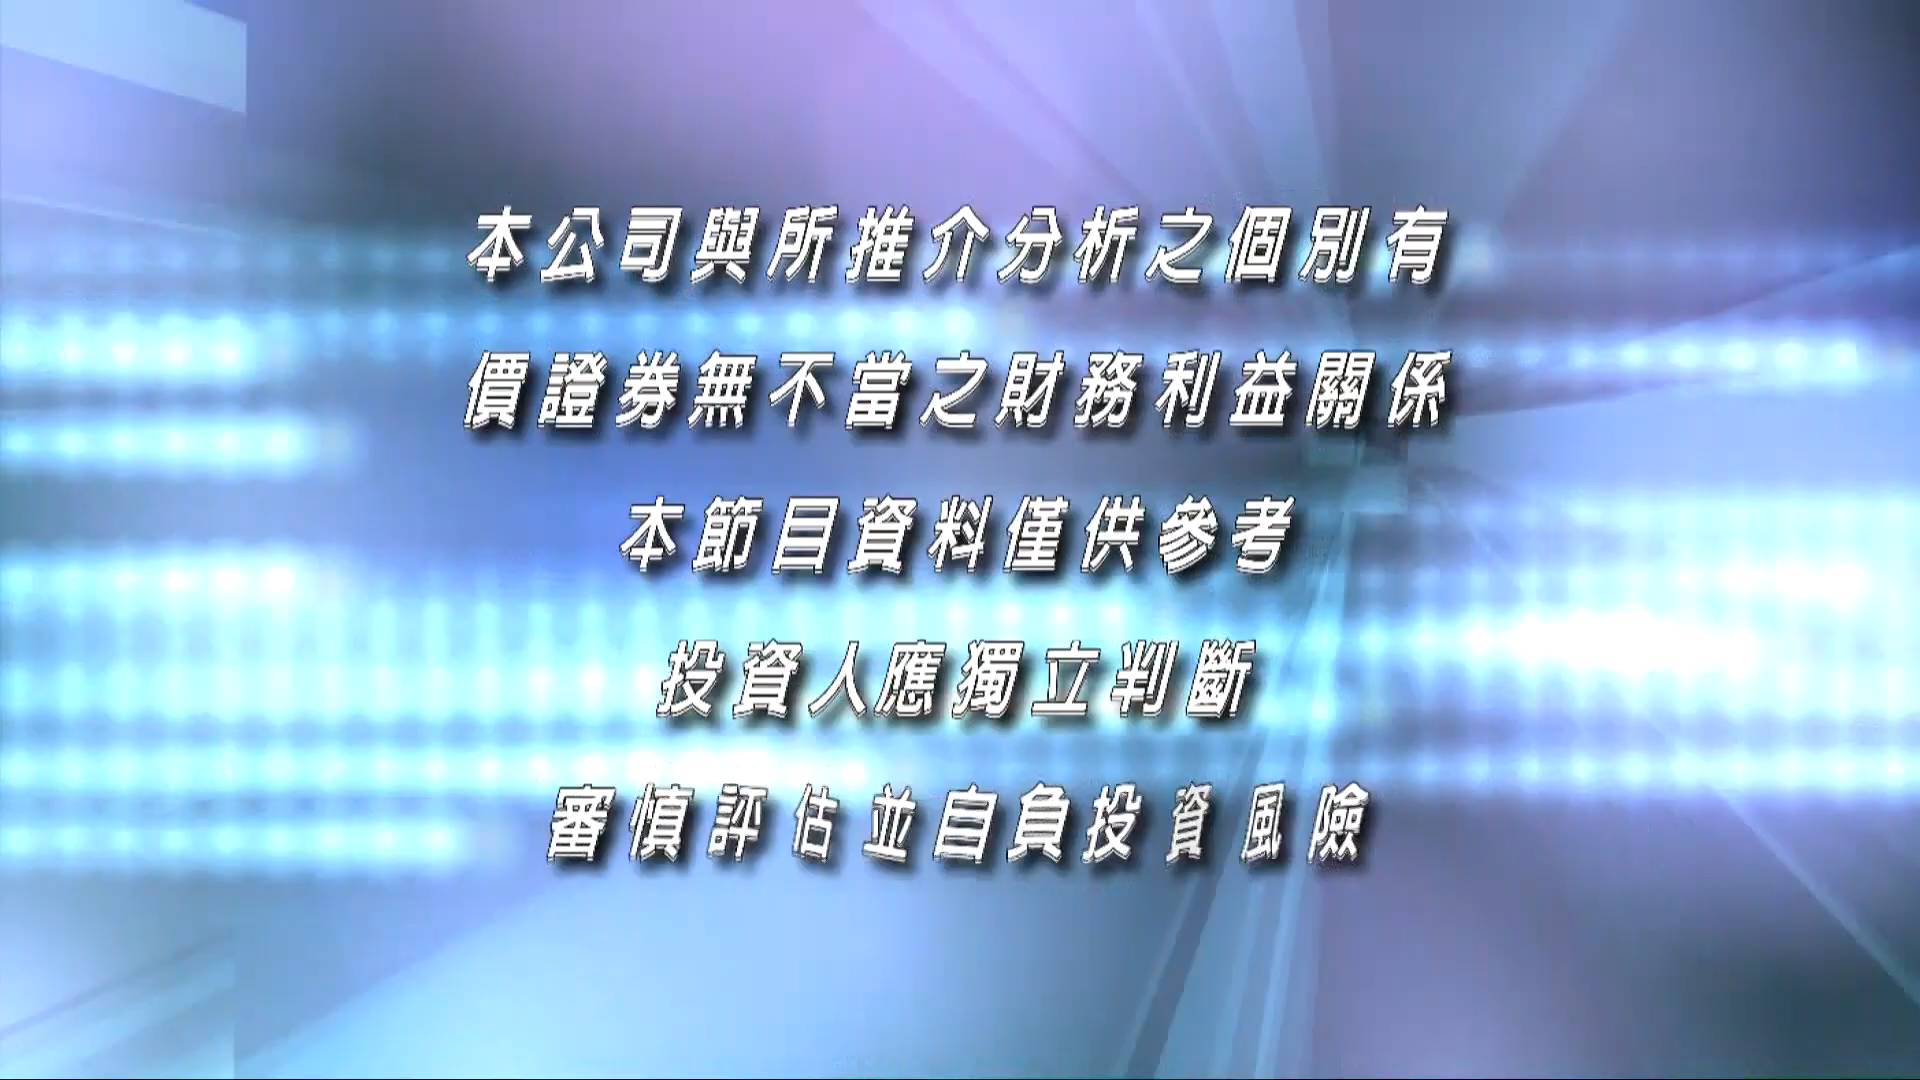 本公司與所推介分析之個別有
價證券無不當之財務利益關係
本節目資料僅供參考
投資人應獨立判斷
審慎評估並自負投資風險